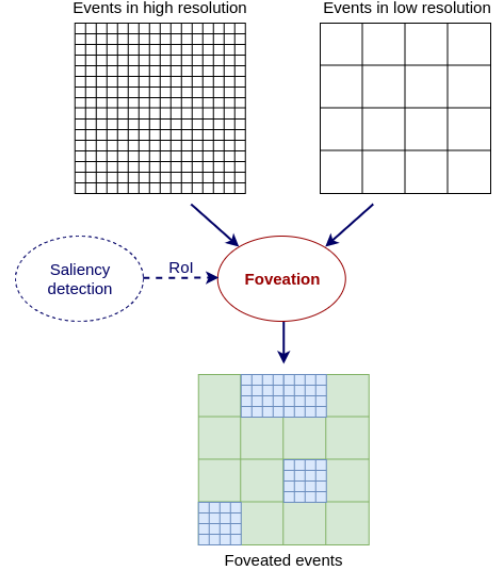 Events in high resolution
Events in low resolution
Saliency
detection
RoI
Foveation
Foveated events